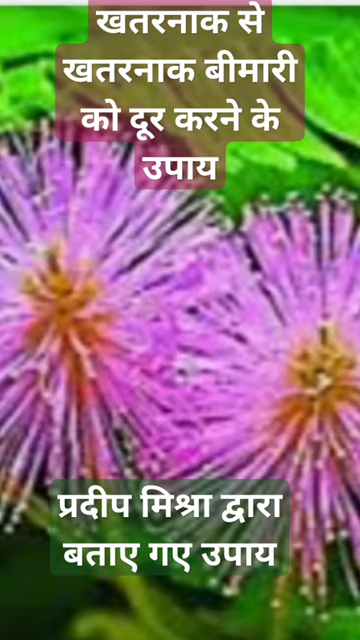 खतरनाक से
खतरनाक बीमारी
को दूर करने के
उपाय
प्रदीप मिश्रा द्वारा
बताए गए उपाय